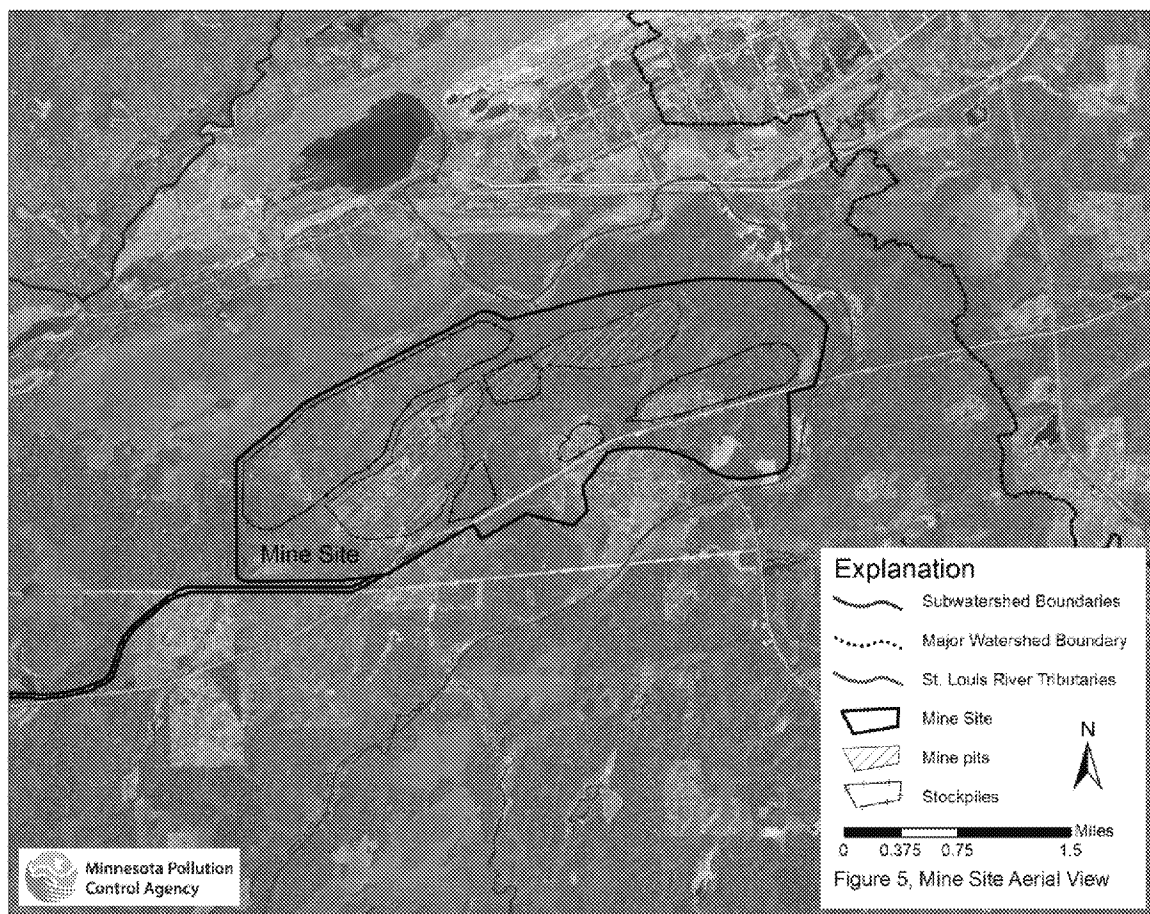 Mine Site
Explanation
Subwatershed Boundaries
Major Watershed Boundary
St. Louis River Tributaries
Mine Site
N
Mine pits
Stockpiles
Miles
0 0.375 0.75 1.5
Figure 5, Mine Site Aerial View
Minnesota Pollution
Control Agency